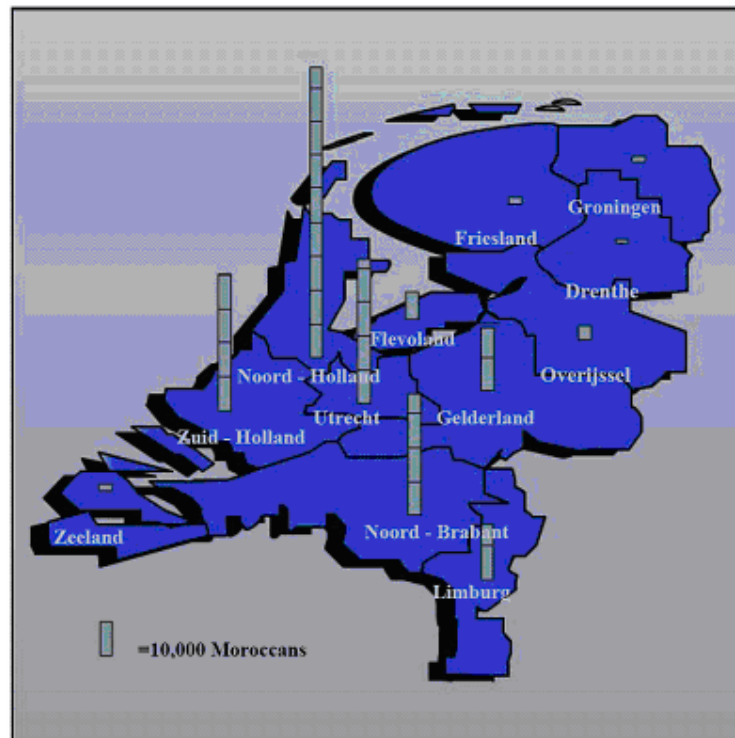 Groningen
Friesland
Drenthe
Flevoland
Noord - Holland
Overijssel
Utrecht
Gelderland
Zuid - Holland
Noord - Brabant
Zeeland
Limburg
=10,000 Moroccans